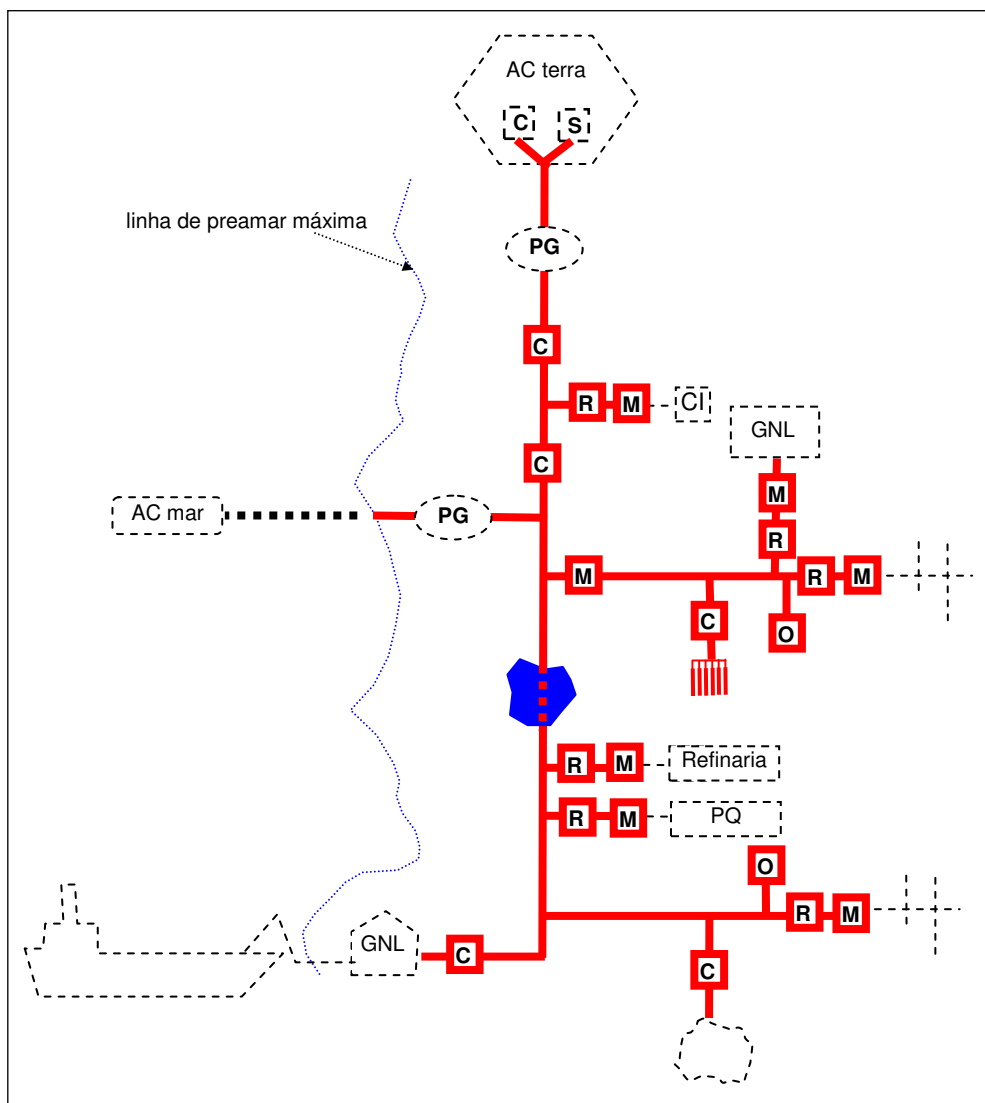 AC terra
C S
linha de preamar máxima
PG
C
R M CI
GNL
C
M
AC mar
PG
R
M
R M
C
O
R M Refinaria
R M PQ
O
R M
GNL
C
C